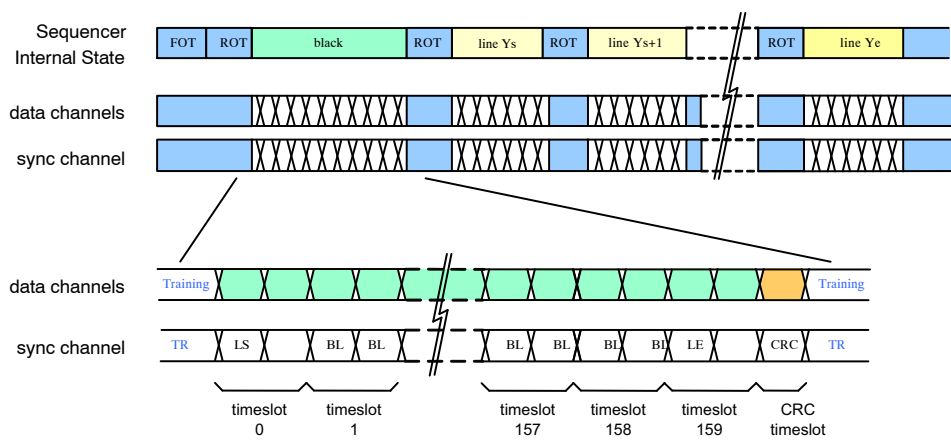 Sequencer
Internal State
FOT ROT black ROT line Ys ROT line Ys+1 ROT line Ye
data channels
sync channel
data channels Training Training
sync channel TR LS BL BL BL BL BL BL LE CRC TR
timeslot 0
timeslot 1
timeslot 157
timeslot 158
timeslot 159
CRC timeslot